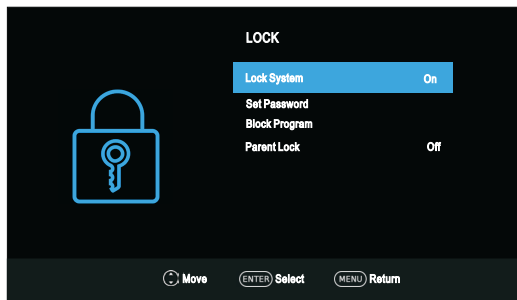 LOCK
Lock System On
Set Password
Block Program
Parent Lock Off
Move ENTER Select MENU Return